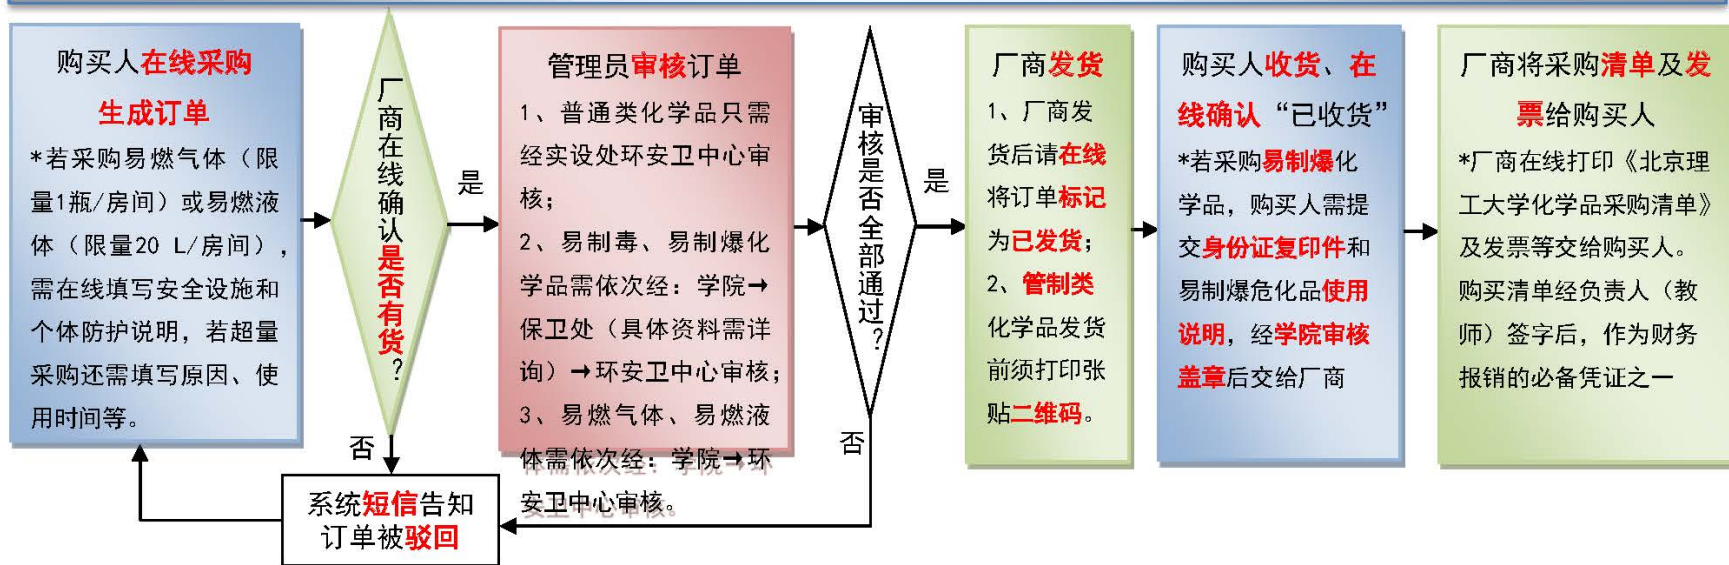 购买人在线采购
生成订单
*若采购易燃气体（限
量1瓶/房间）或易燃液
体（限量20 L/房间），
需在线填写安全设施和
个体防护说明，若超量
采购还需填写原因、使
用时间等。
厂商在线确认是否有货？
是
否
系统短信告知
订单被驳回
管理员审核订单
1、普通类化学品只需
经实设处环安卫中心审
核；
2、易制毒、易制爆化
学品需依次经：学院→
保卫处（具体资料需详
询）→环安卫中心审核；
3、易燃气体、易燃液
体需依次经：学院→环
安卫中心审核。
审核是否全部通过？
是
否
厂商发货
1、厂商发
货后请在线
将订单标记
为已发货；
2、管制类
化学品发货
前须打印张
贴二维码。
购买人收货、在
线确认“已收货”
*若采购易制爆化
学品，购买人需提
交身份证复印件和
易制爆危化品使用
说明，经学院审核
盖章后交给厂商
厂商将采购清单及发
票给购买人
*厂商在线打印《北京理
工大学化学品采购清单》
及发票等交给购买人。
购买清单经负责人（教
师）签字后，作为财务
报销的必备凭证之一